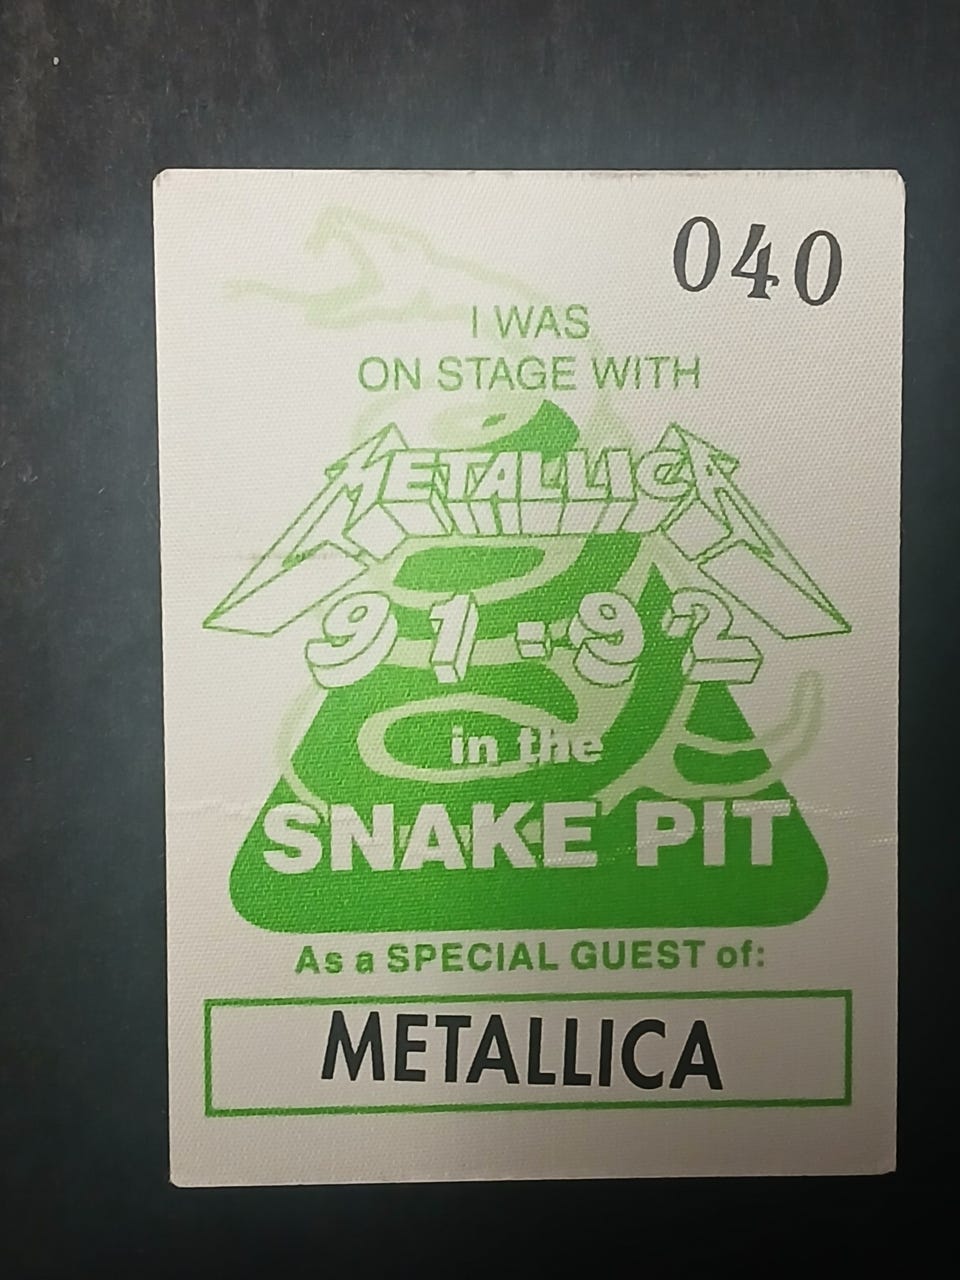 040
I WAS
ON STAGE WITH
METALLICA
91-92
in the
SNAKE PIT
As a SPECIAL GUEST of:
METALLICA